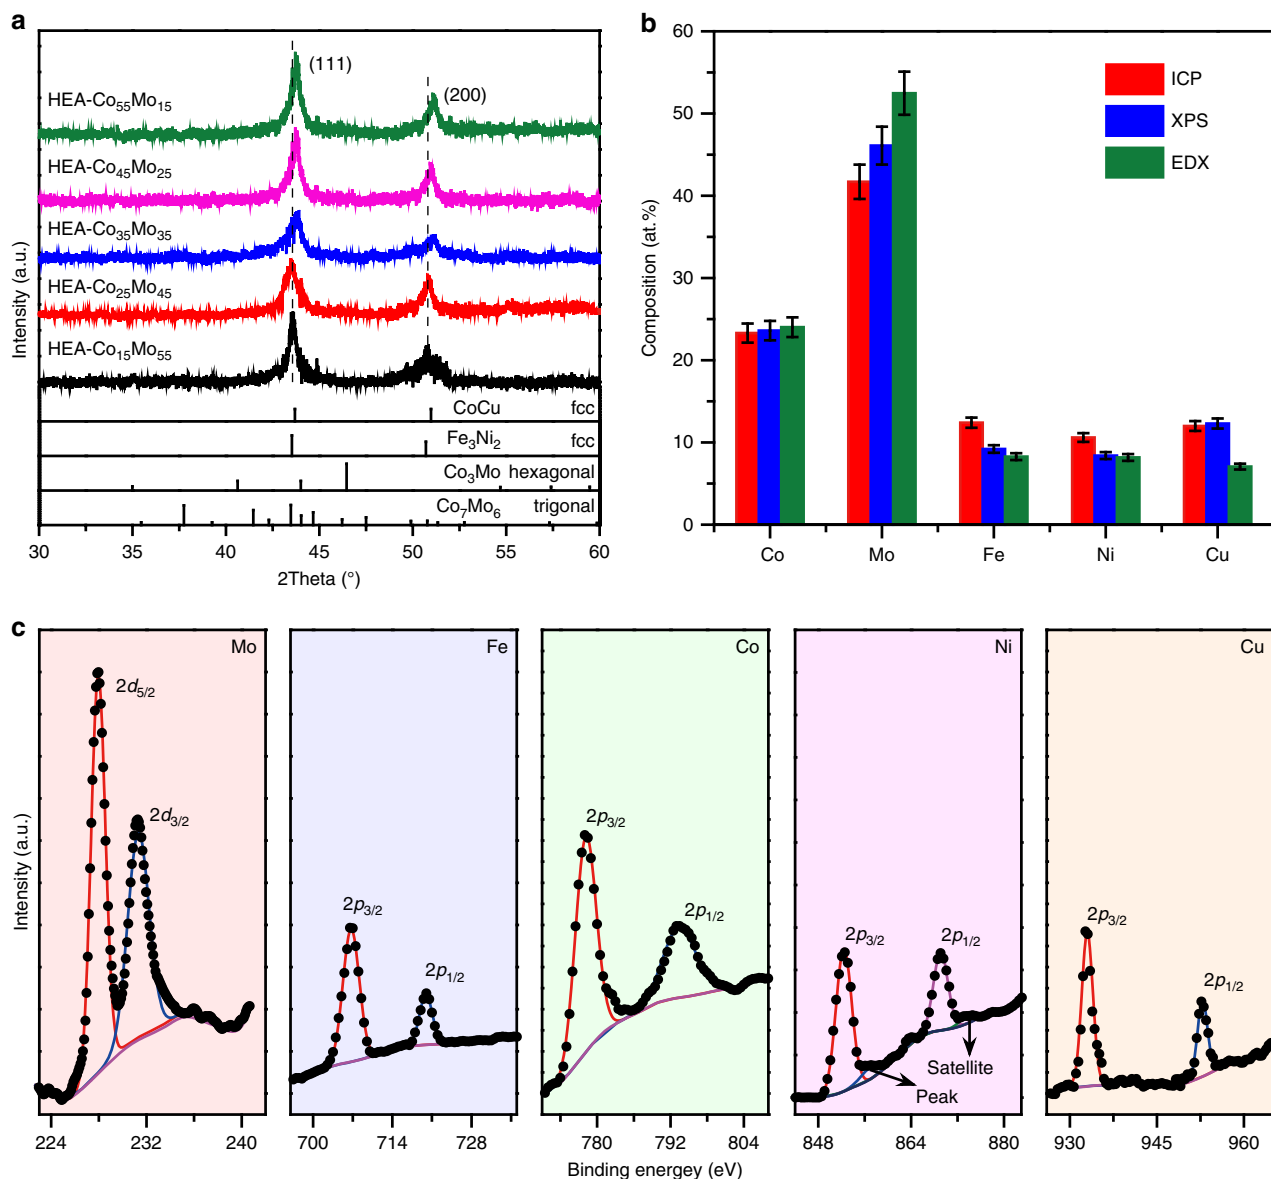 a
HEA-Co55Mo15
HEA-Co45Mo25
HEA-Co35Mo35
HEA-Co25Mo45
HEA-Co15Mo55
(111)
(200)
CoCu fcc
Fe3Ni2 fcc
Co3Mo hexagonal
Co7Mo6 trigonal
30 35 40 45 50 55 60
2Theta (°)
Intensity (a.u.)
b
60
50
40
30
20
10
0
Composition (at.%)
ICP
XPS
EDX
Co Mo Fe Ni Cu
c
Intensity (a.u.)
Mo
2d5/2
2d3/2
224 232 240
Fe
2p3/2
2p1/2
700 714 728
Co
2p3/2
2p1/2
780 792 804
Ni
2p3/2
2p1/2
Satellite
Peak
848 864 880
Cu
2p3/2
2p1/2
930 945 960
Binding energey (eV)